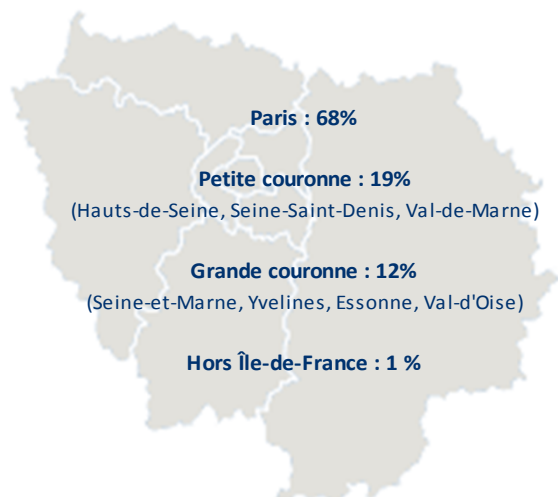 Paris : 68%
Petite couronne : 19%
(Hauts-de-Seine, Seine-Saint-Denis, Val-de-Marne)
Grande couronne : 12%
(Seine-et-Marne, Yvelines, Essonne, Val-d'Oise)
Hors Île-de-France : 1 %